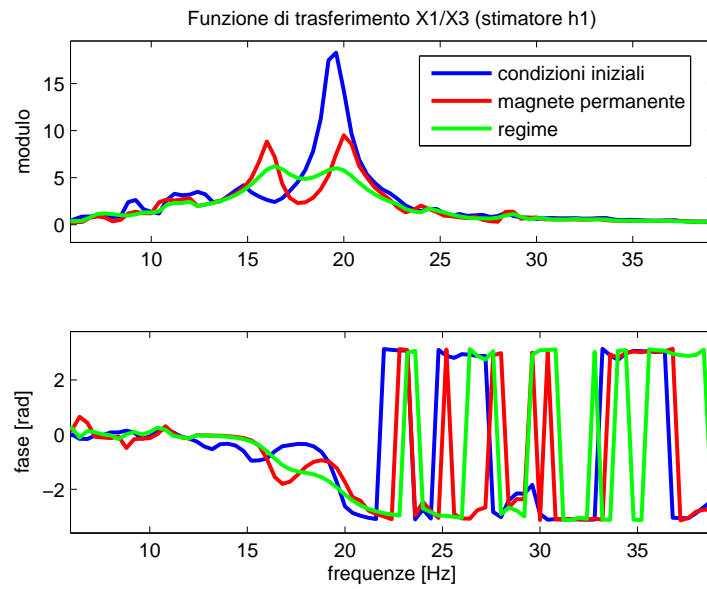 Funzione di trasferimento X1/X3 (stimatore h1)
modulo
15
10
5
0
condizioni iniziali
magnete permanente
regime
10 15 20 25 30 35
fase [rad]
2
0
−2
10 15 20 25 30 35
frequenze [Hz]